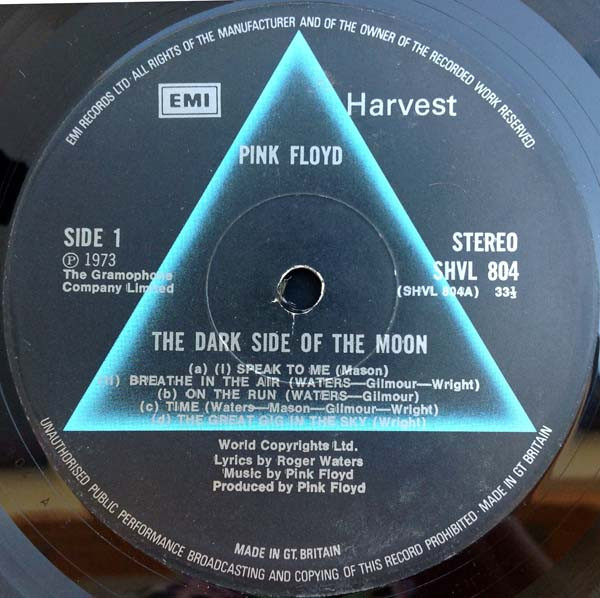 EMI RECORDS LTD · ALL RIGHTS OF THE MANUFACTURER AND OF THE OWNER OF THE RECORDED WORK RESERVED
EMI
Harvest
PINK FLOYD
SIDE 1
℗ 1973
The Gramophone
Company Limited
STEREO
SHVL 804
(SHVL 804A) 33⅓
THE DARK SIDE OF THE MOON
(a) (I) SPEAK TO ME (Mason)
II) BREATHE IN THE AIR (WATERS—Gilmour—Wright)
(b) ON THE RUN (WATERS—Gilmour)
(c) TIME (Waters—Mason—Gilmour—Wright)
(d) THE GREAT GIG IN THE SKY (Wright)
World Copyrights Ltd.
Lyrics by Roger Waters
Music by Pink Floyd
Produced by Pink Floyd
MADE IN GT. BRITAIN
UNAUTHORISED PUBLIC PERFORMANCE BROADCASTING AND COPYING OF THIS RECORD PROHIBITED · MADE IN GT BRITAIN